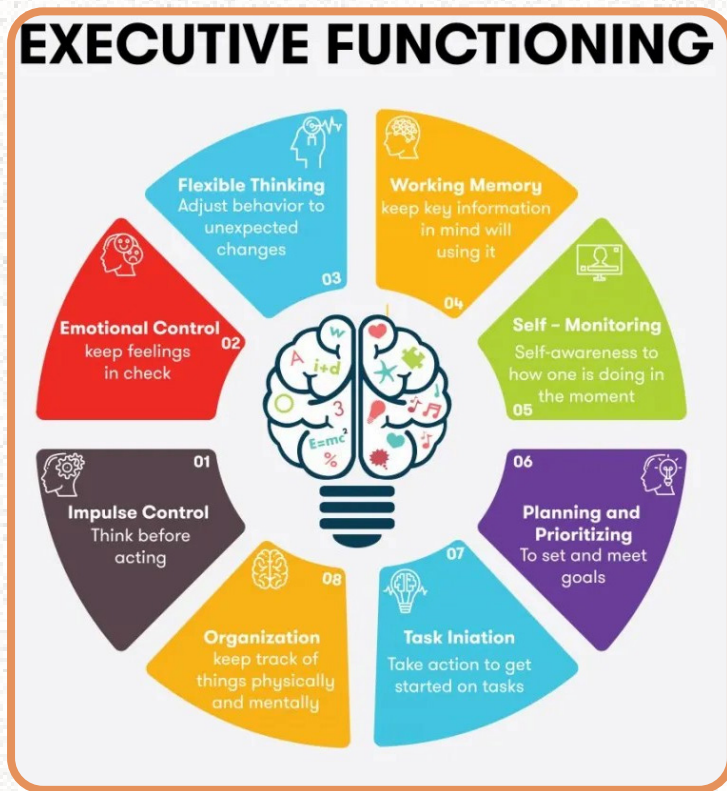 EXECUTIVE FUNCTIONING
01
Impulse Control
Think before
acting
Emotional Control
02
keep feelings
in check
Flexible Thinking
Adjust behavior to
unexpected
changes
03
Working Memory
keep key information
in mind will
using it
04
Self - Monitoring
Self-awareness to
how one is doing in
the moment
05
06
Planning and
Prioritizing
To set and meet
goals
07
Task Iniation
Take action to get
started on tasks
08
Organization
keep track of
things physically
and mentally
W
A
i+d
3
E=mc²
%